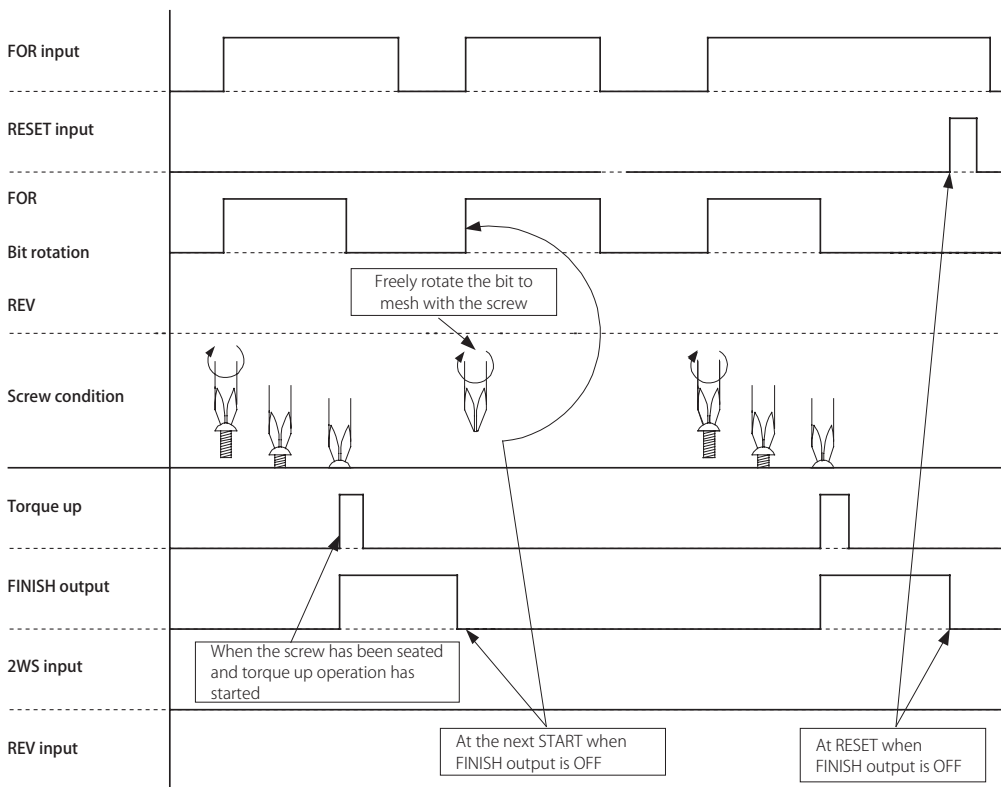 FOR input
RESET input
FOR
Bit rotation
Freely rotate the bit to
mesh with the screw
REV
Screw condition
Torque up
FINISH output
When the screw has been seated
and torque up operation has
started
2WS input
At the next START when
FINISH output is OFF
At RESET when
FINISH output is OFF
REV input